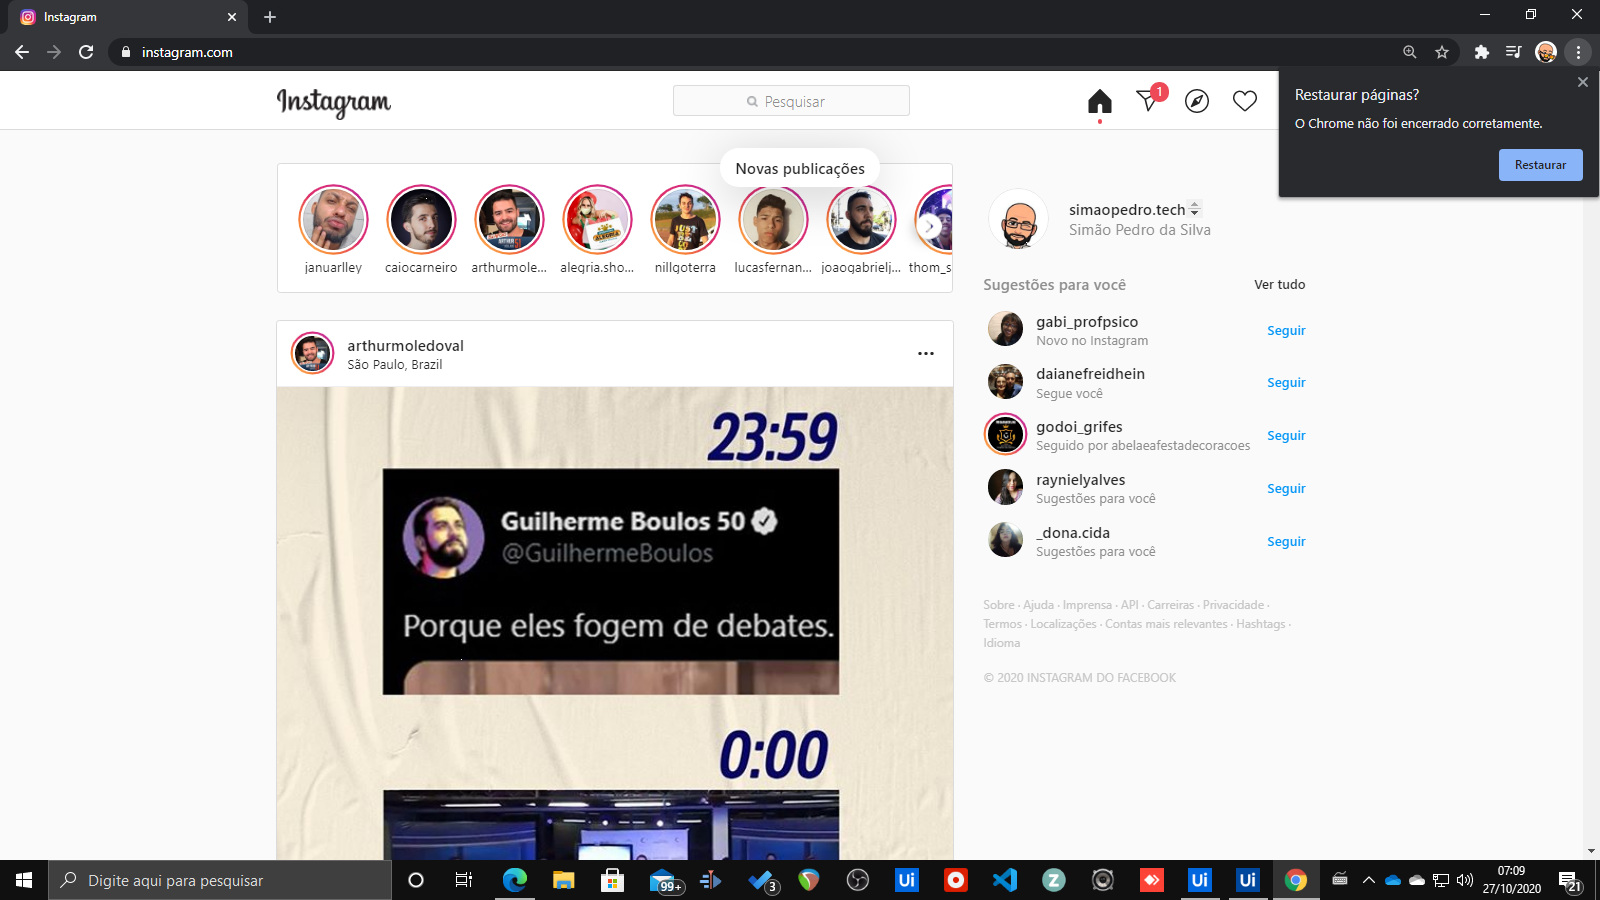 Instagram
instagram.com
Instagram
Pesquisar
1
Restaurar páginas?
O Chrome não foi encerrado corretamente.
Restaurar
Novas publicações
januarlley
caiocarneiro
arthurmole...
alegria.sho...
nillgoterra
lucasfernan...
joaogabrielj...
thom_s
simaopedro.tech
Simão Pedro da Silva
Sugestões para você
Ver tudo
gabi_profpsico
Novo no Instagram
Seguir
daianefreidhein
Segue você
Seguir
godoi_grifes
Seguido por abelaeafestadecoracoes
Seguir
raynielyalves
Sugestões para você
Seguir
_dona.cida
Sugestões para você
Seguir
Sobre · Ajuda · Imprensa · API · Carreiras · Privacidade ·
Termos · Localizações · Contas mais relevantes · Hashtags ·
Idioma
© 2020 INSTAGRAM DO FACEBOOK
arthurmoledoval
São Paulo, Brazil
23:59
Guilherme Boulos 50
@GuilhermeBoulos
Porque eles fogem de debates.
0:00
Digite aqui para pesquisar
99+
3
Ui
Z
Ui
Ui
07:09
27/10/2020
21